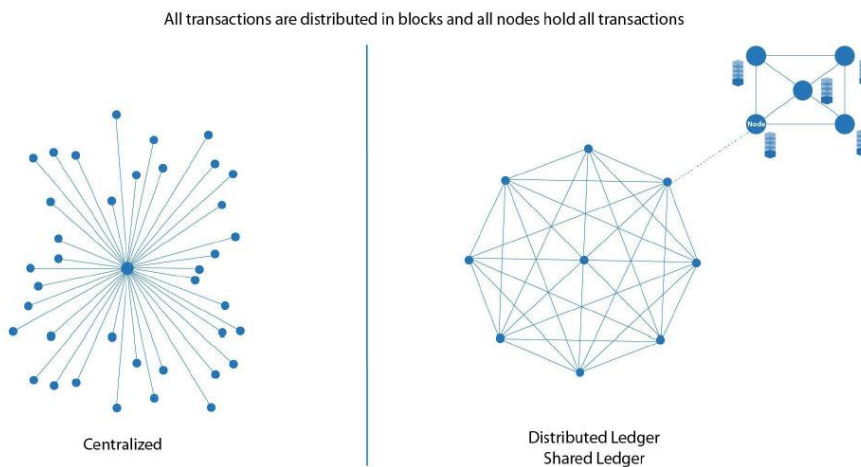 All transactions are distributed in blocks and all nodes hold all transactions
Node
Centralized
Distributed Ledger
Shared Ledger